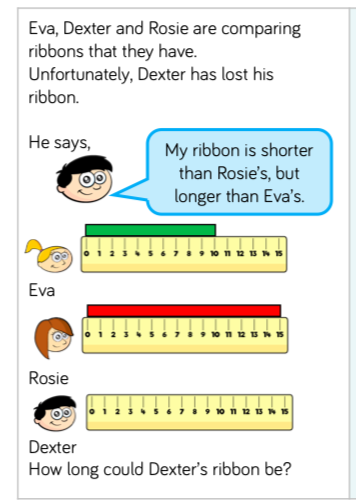 Eva, Dexter and Rosie are comparing
ribbons that they have.
Unfortunately, Dexter has lost his
ribbon.
He says,
My ribbon is shorter
than Rosie's, but
longer than Eva's.
0 1 2 3 4 5 6 7 8 9 10 11 12 13 14 15
Eva
0 1 2 3 4 5 6 7 8 9 10 11 12 13 14 15
Rosie
0 1 2 3 4 5 6 7 8 9 10 11 12 13 14 15
Dexter
How long could Dexter's ribbon be?